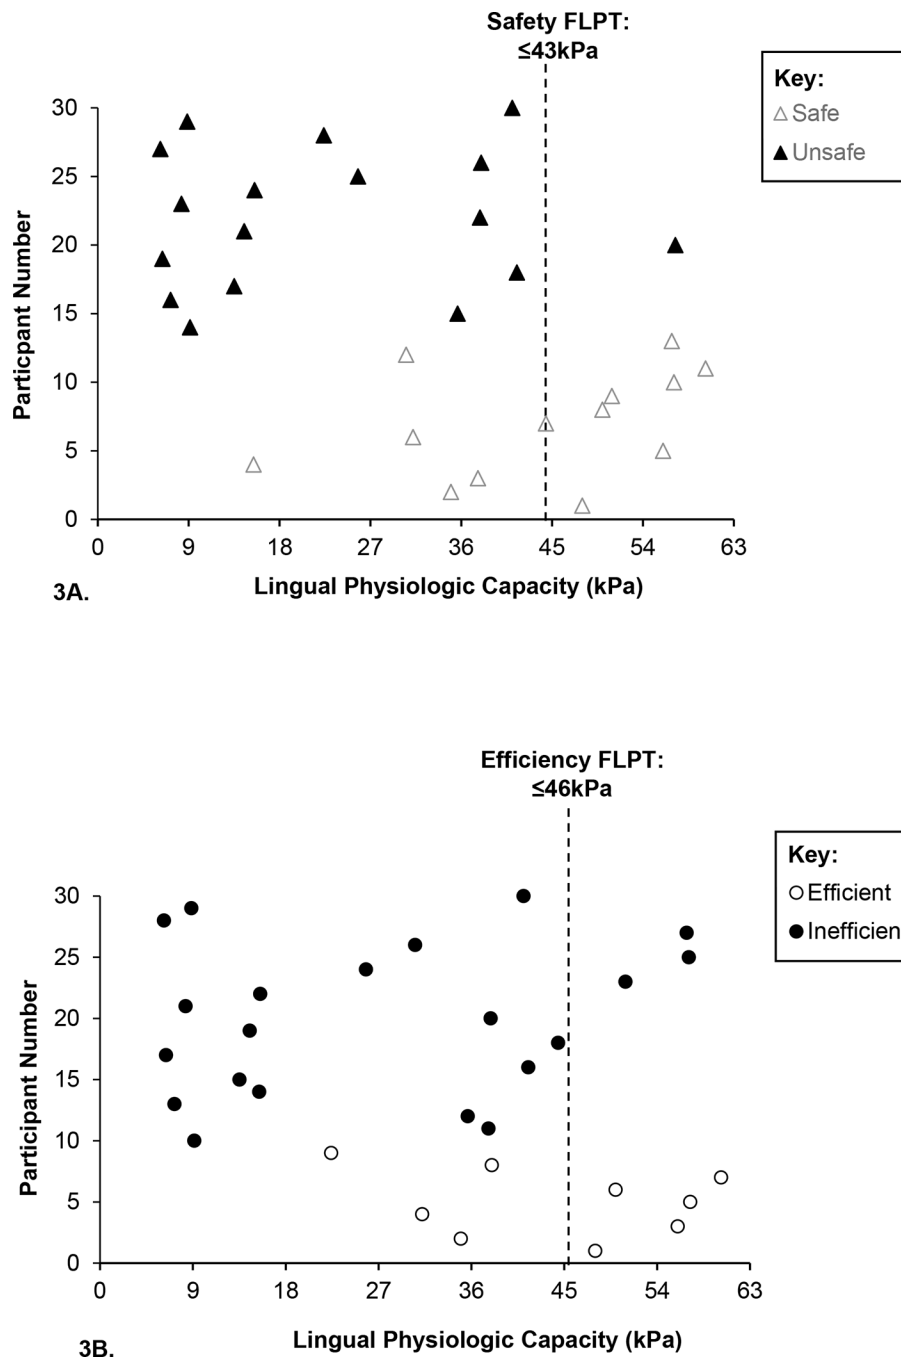 Safety FLPT:
≤43kPa
Key:
Safe
Unsafe
30
25
20
15
10
5
0
Particpant Number
0 9 18 27 36 45 54 63
3A.
Lingual Physiologic Capacity (kPa)
Efficiency FLPT:
≤46kPa
Key:
Efficient
Inefficien
30
25
20
15
10
5
0
Participant Number
0 9 18 27 36 45 54 63
Lingual Physiologic Capacity (kPa)
3B.